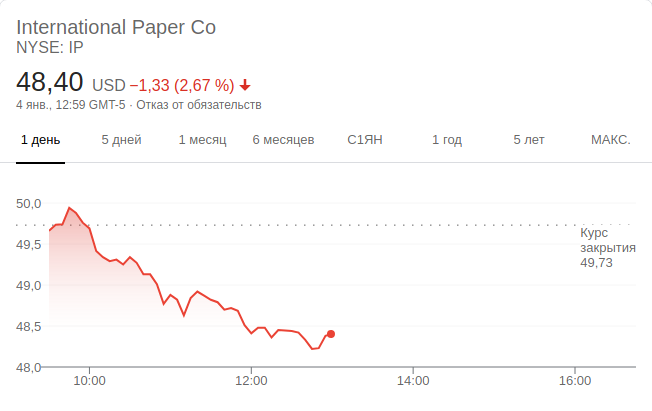 International Paper Co
NYSE: IP
48,40 USD −1,33 (2,67 %)
4 янв., 12:59 GMT-5 · Отказ от обязательств
1 день 5 дней 1 месяц 6 месяцев С1ЯН 1 год 5 лет МАКС.
50,0
49,5
49,0
48,5
48,0
Курс
закрытия
49,73
10:00 12:00 14:00 16:00